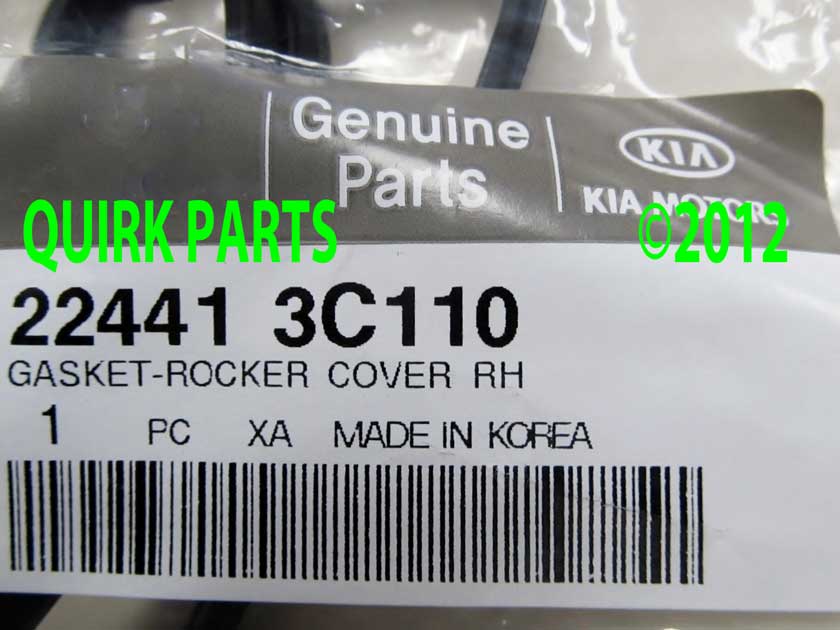 Genuine
Parts
KIA
KIA MOTORS
QUIRK PARTS
©2012
22441 3C110
GASKET-ROCKER COVER RH
1 PC XA MADE IN KOREA